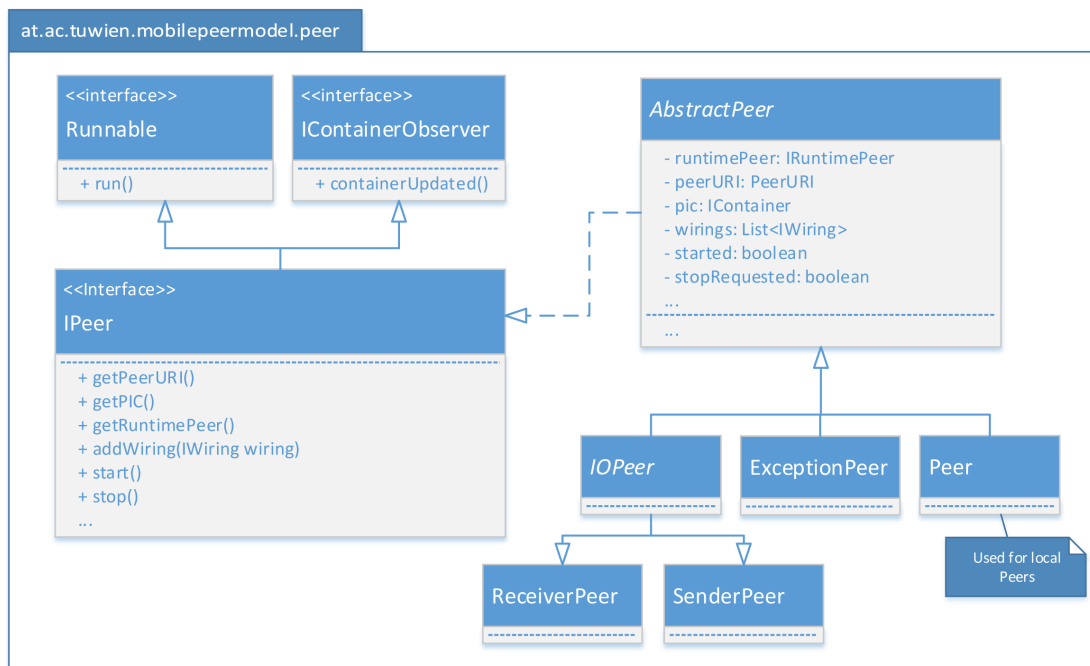 at.ac.tuwien.mobilepeermodel.peer
<<interface>>
Runnable
+ run()
<<interface>>
IContainerObserver
+ containerUpdated()
AbstractPeer
- runtimePeer: IRuntimePeer
- peerURI: PeerURI
- pic: IContainer
- wirings: List<IWiring>
- started: boolean
- stopRequested: boolean
...
...
<<Interface>>
IPeer
+ getPeerURI()
+ getPIC()
+ getRuntimePeer()
+ addWiring(IWiring wiring)
+ start()
+ stop()
...
IOPeer
ExceptionPeer
Peer
Used for local
Peers
ReceiverPeer
SenderPeer